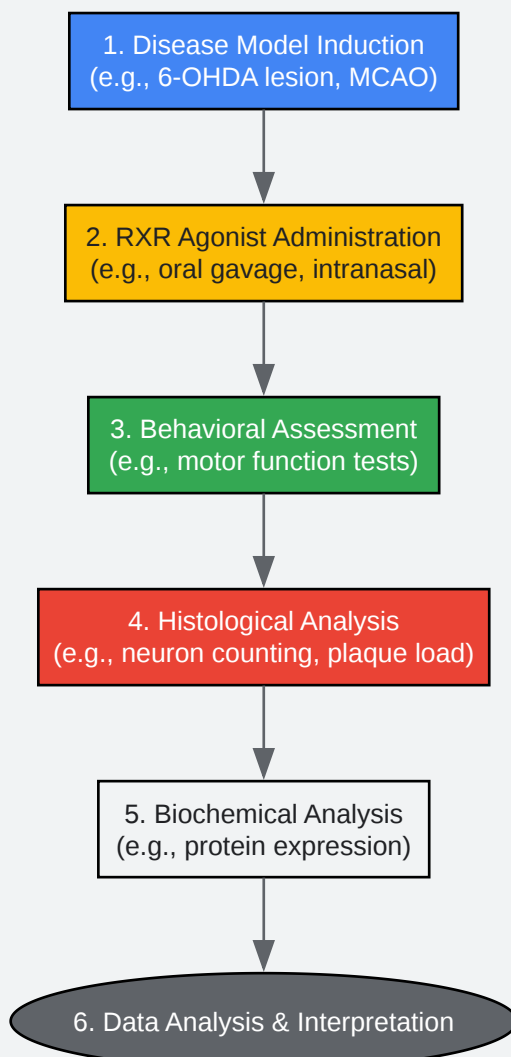 1. Disease Model Induction
(e.g., 6-OHDA lesion, MCAO)
2. RXR Agonist Administration
(e.g., oral gavage, intranasal)
3. Behavioral Assessment
(e.g., motor function tests)
4. Histological Analysis
(e.g., neuron counting, plaque load)
5. Biochemical Analysis
(e.g., protein expression)
6. Data Analysis & Interpretation